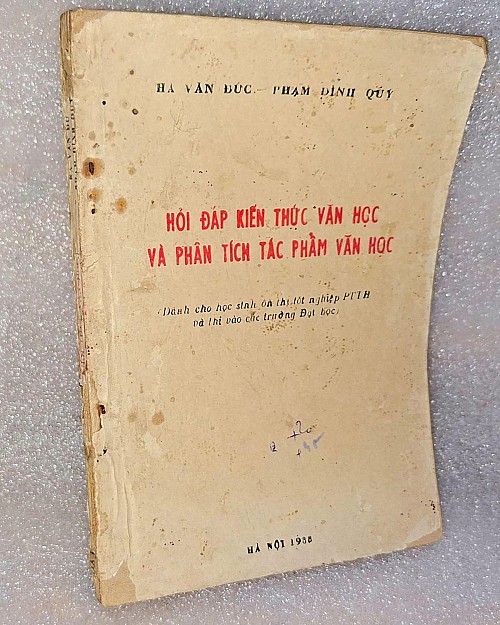 HÀ VĂN ĐỨC - PHẠM ĐÌNH QÚY
HỎI ĐÁP KIẾN THỨC VĂN HỌC
VÀ PHÂN TÍCH TÁC PHẨM VĂN HỌC
(Dành cho học sinh ôn thi tốt nghiệp PTTH
và thi vào các trường Đại học)
HÀ NỘI